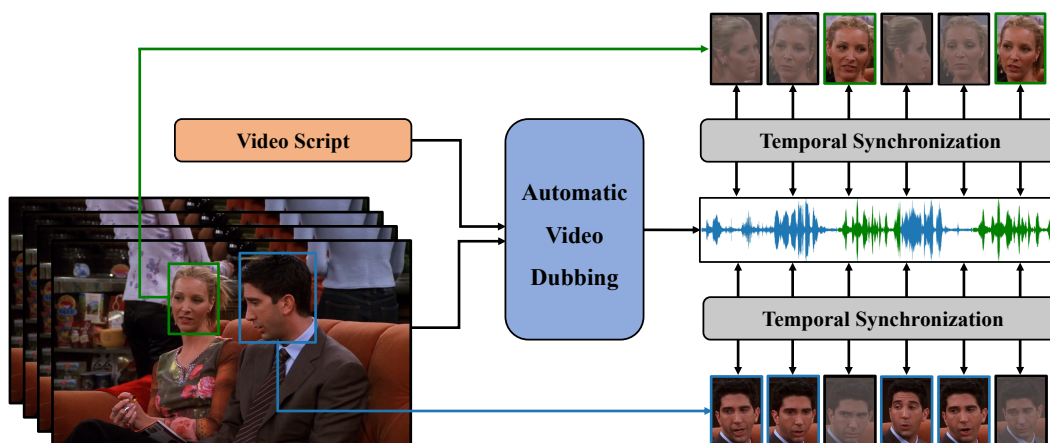 Video Script
Temporal Synchronization
Automatic
Video
Dubbing
Temporal Synchronization